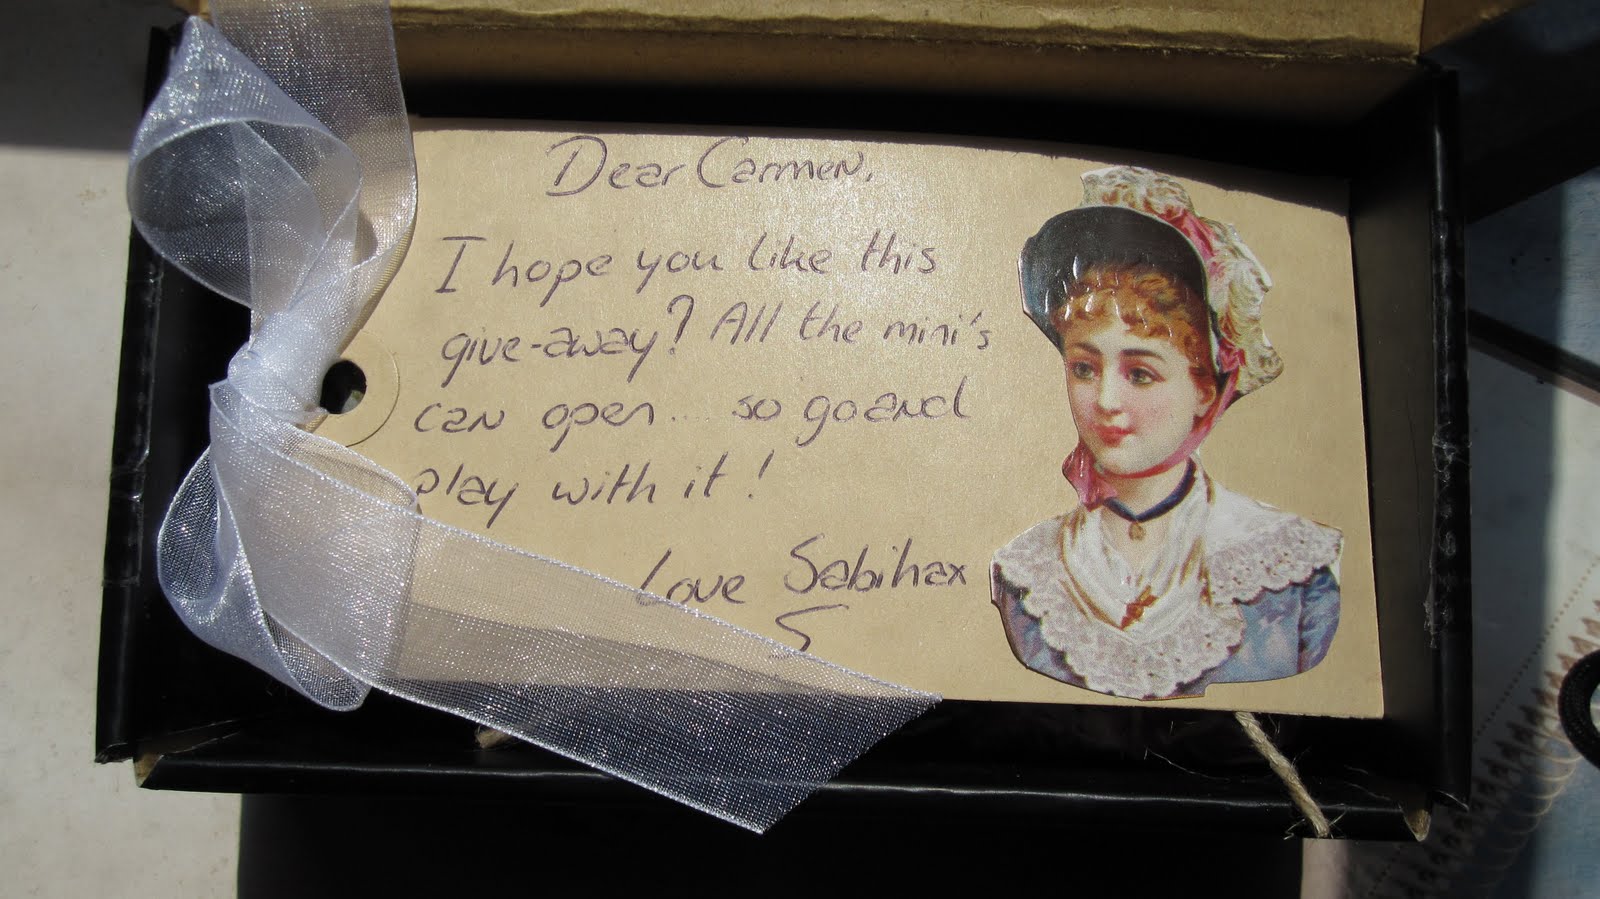 Dear Carmen,
I hope you like this
give-away? All the mini's
can open.... so go and
play with it!
Love Sabihax